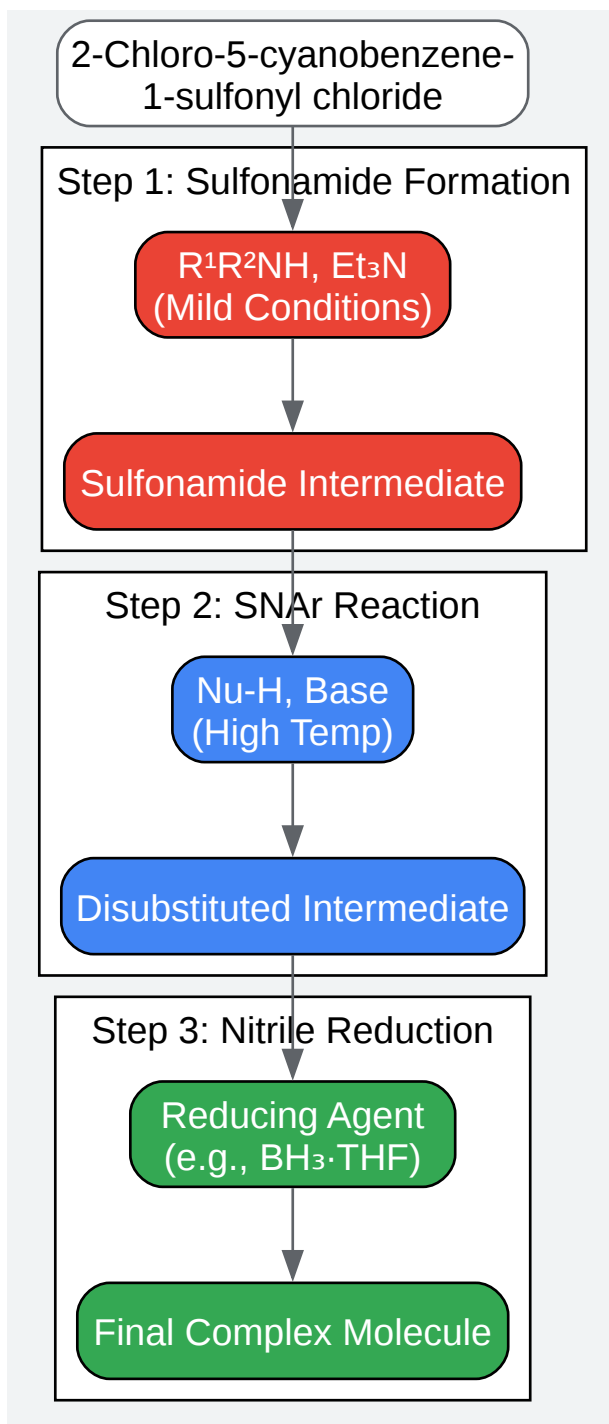 2-Chloro-5-cyanobenzene-
1-sulfonyl chloride
Step 1: Sulfonamide Formation
R¹R²NH, Et₃N
(Mild Conditions)
Sulfonamide Intermediate
Step 2: SNAr Reaction
Nu-H, Base
(High Temp)
Disubstituted Intermediate
Step 3: Nitrile Reduction
Reducing Agent
(e.g., BH₃·THF)
Final Complex Molecule